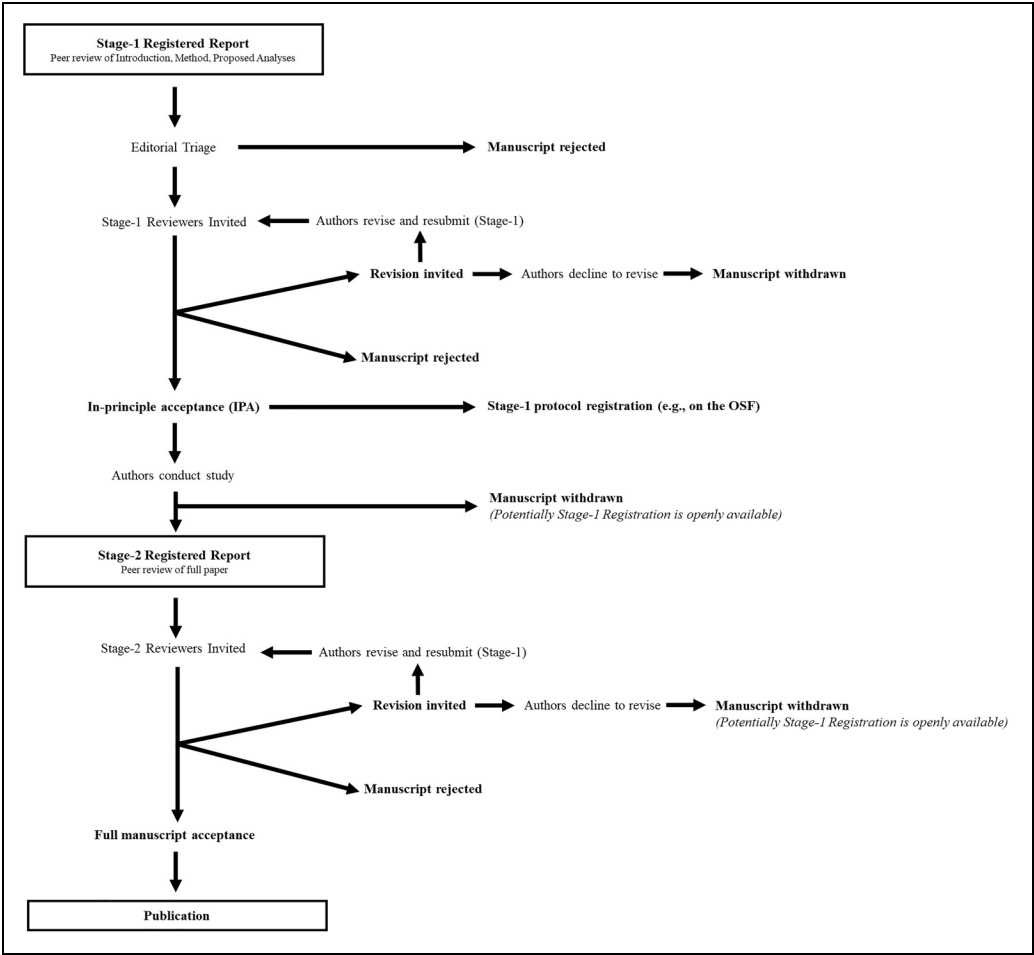 Stage-1 Registered Report
Peer review of Introduction, Method, Proposed Analyses
Editorial Triage
Manuscript rejected
Stage-1 Reviewers Invited
Authors revise and resubmit (Stage-1)
Revision invited
Authors decline to revise
Manuscript withdrawn
Manuscript rejected
In-principle acceptance (IPA)
Stage-1 protocol registration (e.g., on the OSF)
Authors conduct study
Manuscript withdrawn
(Potentially Stage-1 Registration is openly available)
Stage-2 Registered Report
Peer review of full paper
Stage-2 Reviewers Invited
Authors revise and resubmit (Stage-1)
Revision invited
Authors decline to revise
Manuscript withdrawn
(Potentially Stage-1 Registration is openly available)
Manuscript rejected
Full manuscript acceptance
Publication